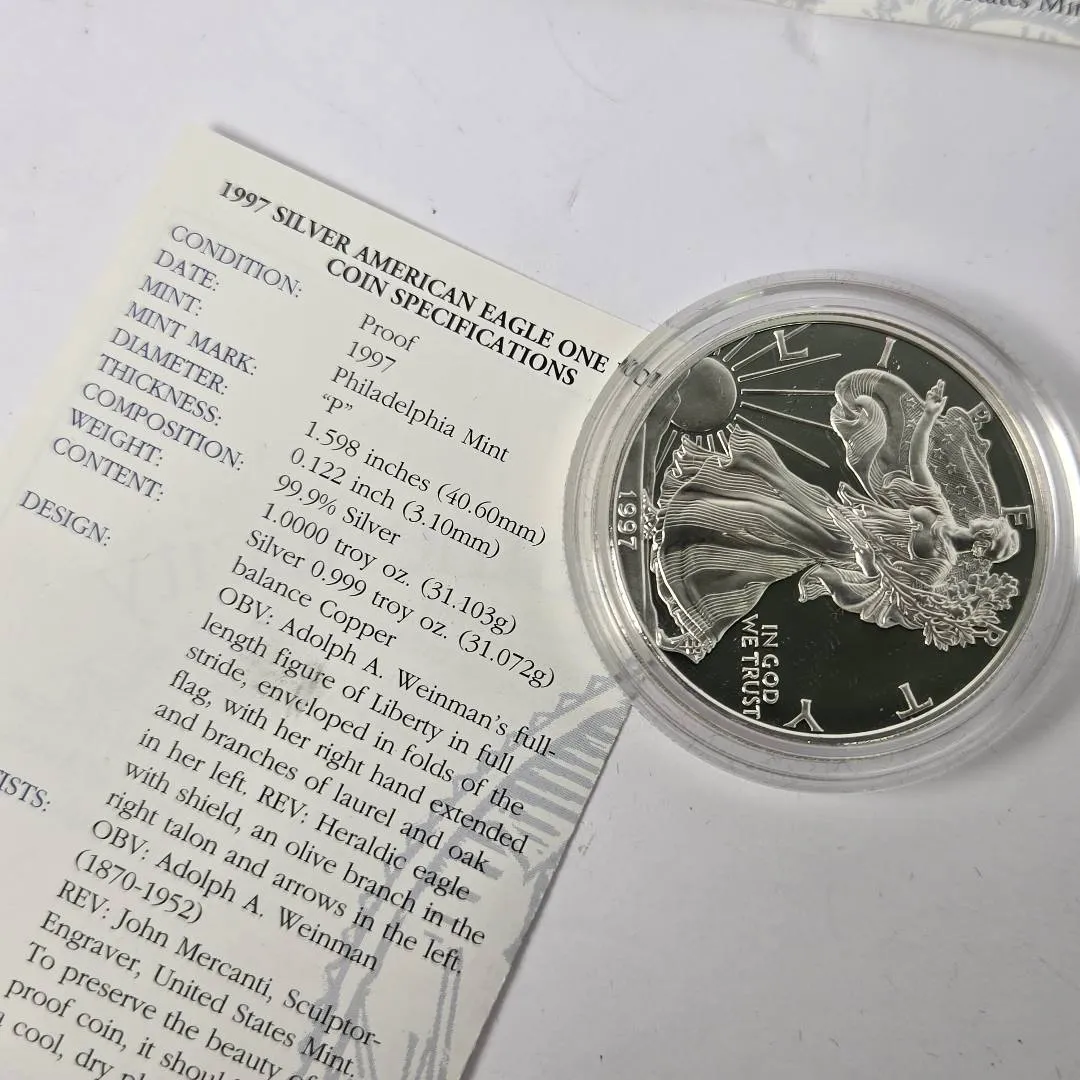 States Min
1997 SILVER AMERICAN EAGLE ONE
COIN SPECIFICATIONS
CONDITION: Proof
DATE: 1997
MINT: Philadelphia Mint
MINT MARK: "P"
DIAMETER: 1.598 inches (40.60mm)
THICKNESS: 0.122 inch (3.10mm)
COMPOSITION: 99.9% Silver
WEIGHT: 1.0000 troy oz. (31.103g)
CONTENT: Silver 0.999 troy oz. (31.072g)
balance Copper
DESIGN: OBV: Adolph A. Weinman's full-
length figure of Liberty in full
stride, enveloped in folds of the
flag, with her right hand extended
and branches of laurel and oak
in her left. REV: Heraldic eagle
with shield, an olive branch in the
right talon and arrows in the left.
ISTS: OBV: Adolph A. Weinman
(1870-1952)
REV: John Mercanti, Sculptor-
Engraver, United States Mint.
To preserve the beauty of
proof coin, it shoul
cool, dry pl
LIBERTY
1997
IN GOD
WE TRUST